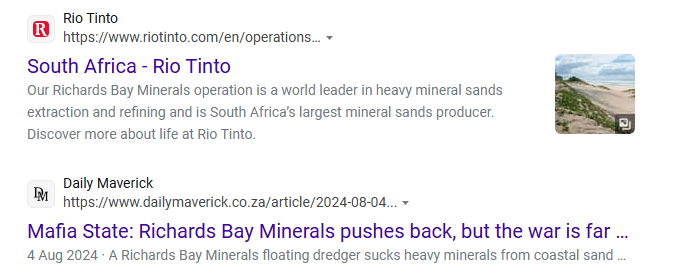 Rio Tinto
https://www.riotinto.com/en/operations...
South Africa - Rio Tinto
Our Richards Bay Minerals operation is a world leader in heavy mineral sands
extraction and refining and is South Africa's largest mineral sands producer.
Discover more about life at Rio Tinto.
DM
Daily Maverick
https://www.dailymaverick.co.za/article/2024-08-04...
Mafia State: Richards Bay Minerals pushes back, but the war is far ...
4 Aug 2024 · A Richards Bay Minerals floating dredger sucks heavy minerals from coastal sand ...